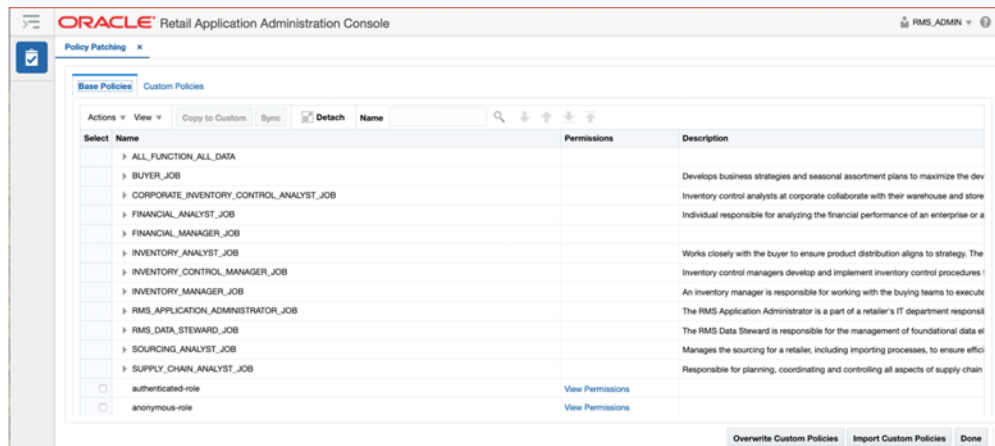 ORACLE® Retail Application Administration Console RMS_ADMIN
Policy Patching ×
Base Policies Custom Policies
Actions View Copy to Custom Sync Detach Name
Select Name Permissions Description
ALL_FUNCTION_ALL_DATA
BUYER_JOB Develops business strategies and seasonal assortment plans to maximize the dev
CORPORATE_INVENTORY_CONTROL_ANALYST_JOB Inventory control analysts at corporate collaborate with their warehouse and store
FINANCIAL_ANALYST_JOB Individual responsible for analyzing the financial performance of an enterprise or a
FINANCIAL_MANAGER_JOB
INVENTORY_ANALYST_JOB Works closely with the buyer to ensure product distribution aligns to strategy. The
INVENTORY_CONTROL_MANAGER_JOB Inventory control managers develop and implement inventory control procedures
INVENTORY_MANAGER_JOB An inventory manager is responsible for working with the buying teams to execute
RMS_APPLICATION_ADMINISTRATOR_JOB The RMS Application Administrator is a part of a retailer's IT department responsil
RMS_DATA_STEWARD_JOB The RMS Data Steward is responsible for the management of foundational data el
SOURCING_ANALYST_JOB Manages the sourcing for a retailer, including importing processes, to ensure effici
SUPPLY_CHAIN_ANALYST_JOB Responsible for planning, coordinating and controlling all aspects of supply chain
authenticated-role View Permissions
anonymous-role View Permissions
Overwrite Custom Policies Import Custom Policies Done